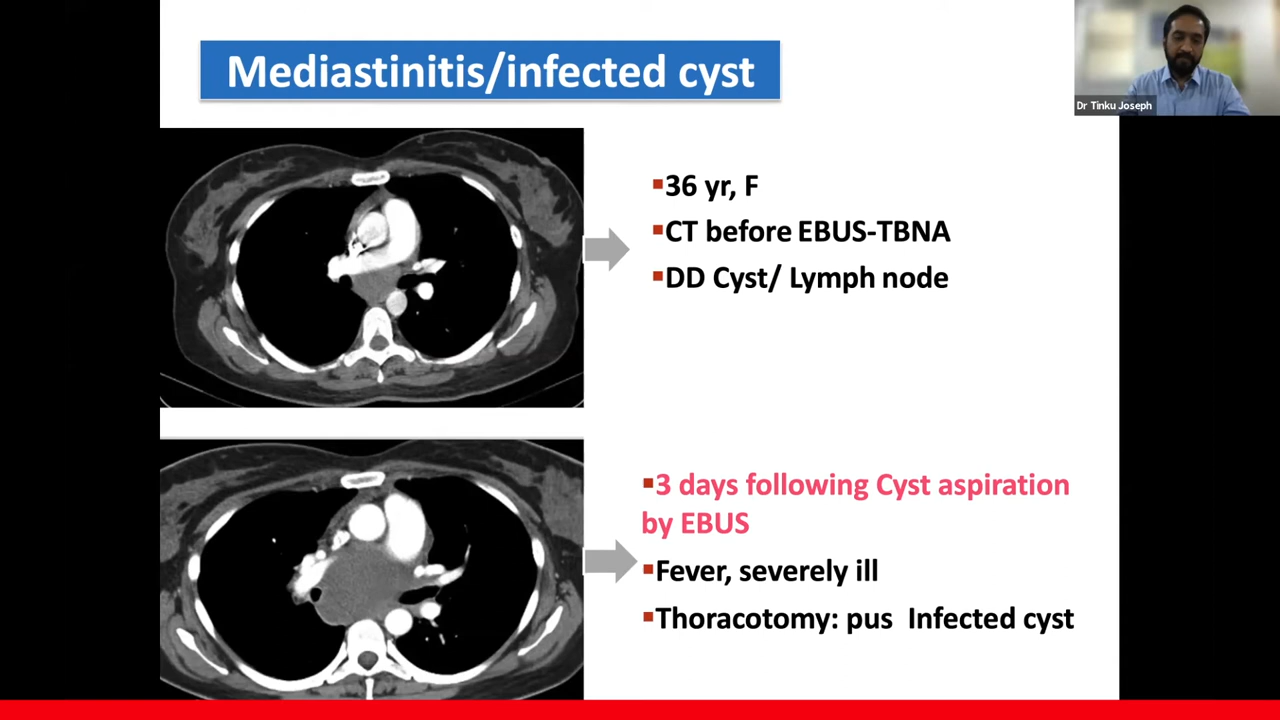 Mediastinitis/infected cyst
Dr Tinku Joseph
▪36 yr, F
▪CT before EBUS-TBNA
▪DD Cyst/ Lymph node
▪3 days following Cyst aspiration
by EBUS
▪Fever, severely ill
▪Thoracotomy: pus Infected cyst